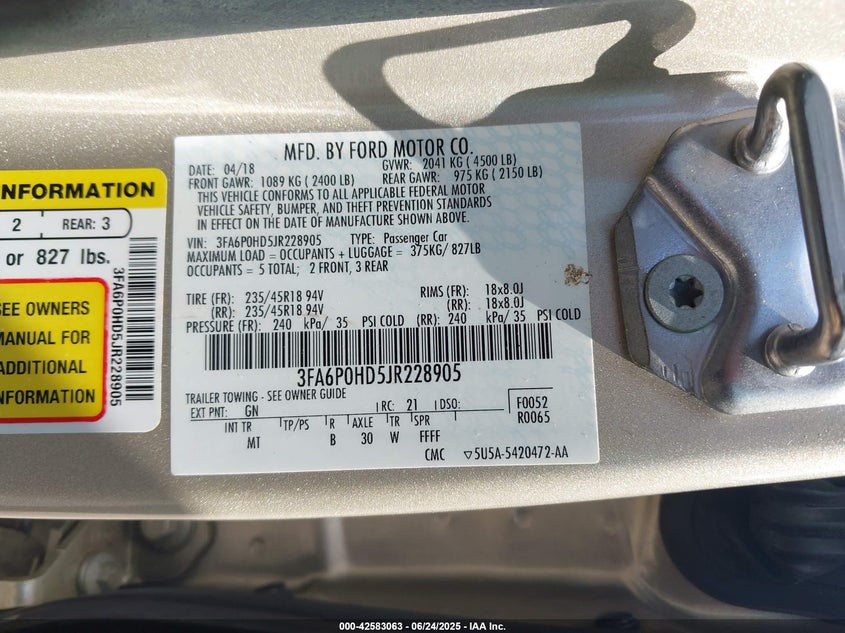 NFORMATION
2 REAR: 3
or 827 lbs.
SEE OWNERS
MANUAL FOR
ADDITIONAL
INFORMATION
3FA6P0HD5JR228905
MFD. BY FORD MOTOR CO.
DATE: 04/18 GVWR: 2041 KG ( 4500 LB)
FRONT GAWR: 1089 KG ( 2400 LB) REAR GAWR: 975 KG ( 2150 LB)
THIS VEHICLE CONFORMS TO ALL APPLICABLE FEDERAL MOTOR
VEHICLE SAFETY, BUMPER, AND THEFT PREVENTION STANDARDS
IN EFFECT ON THE DATE OF MANUFACTURE SHOWN ABOVE.
VIN: 3FA6P0HD5JR228905 TYPE: Passenger Car
MAXIMUM LOAD = OCCUPANTS + LUGGAGE = 375KG/ 827LB
OCCUPANTS = 5 TOTAL; 2 FRONT, 3 REAR
TIRE (FR): 235/45R18 94V RIMS (FR): 18x8.0J
(RR): 235/45R18 94V (RR): 18x8.0J
PRESSURE (FR): 240 kPa/ 35 PSI COLD (RR): 240 kPa/ 35 PSI COLD
3FA6P0HD5JR228905
TRAILER TOWING - SEE OWNER GUIDE
EXT PNT: GN RC: 21 DSO: F0052
INT TR TP/PS R AXLE TR SPR R0065
MT B 30 W FFFF
CMC ▽5U5A-5420472-AA
000-42583063 - 06/24/2025 - IAA Inc.